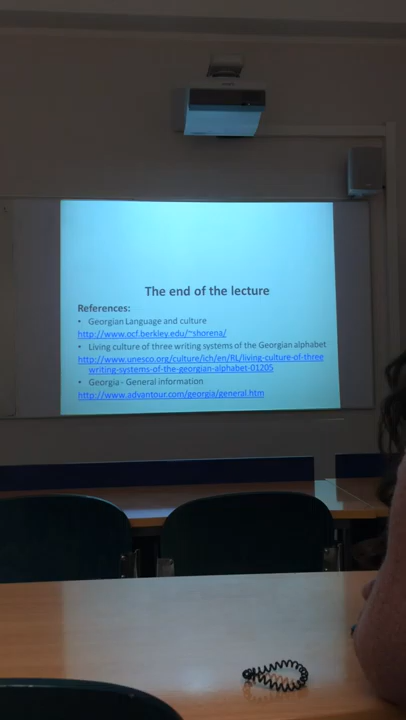 The end of the lecture
References:
• Georgian Language and culture
http://www.ocf.berkley.edu/~shorena/
• Living culture of three writing systems of the Georgian alphabet
http://www.unesco.org/culture/ich/en/RL/living-culture-of-three
writing-systems-of-the-georgian-alphabet-01205
• Georgia - General information
http://www.advantour.com/georgia/general.htm